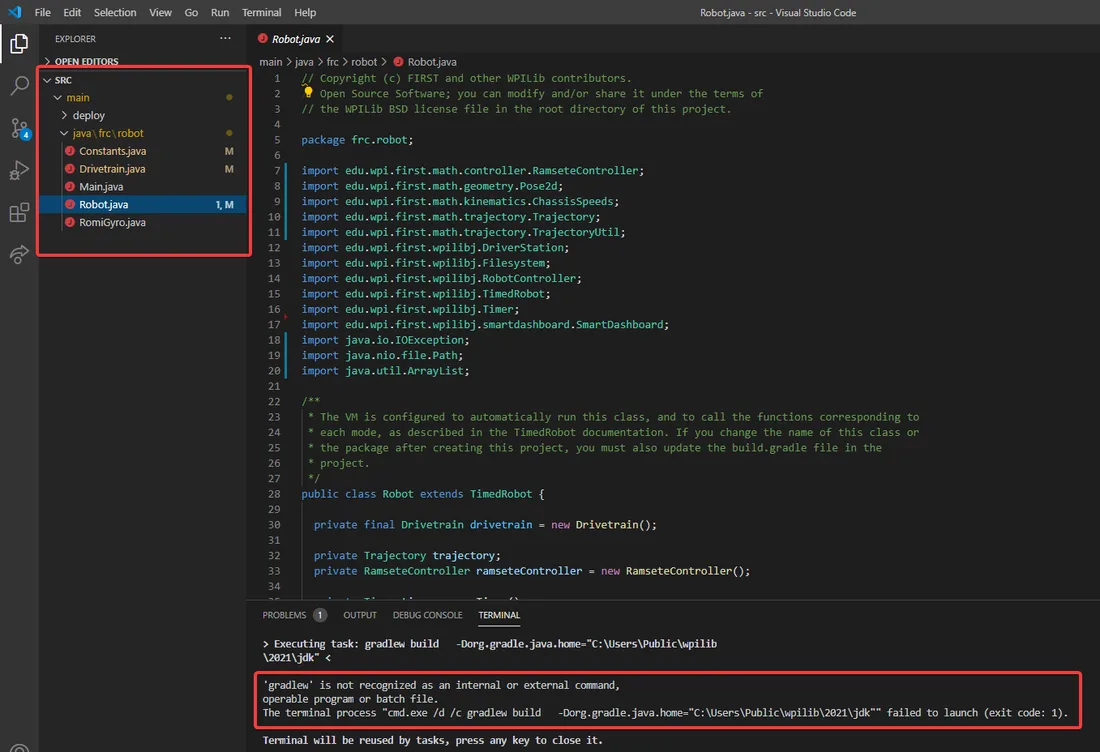 File Edit Selection View Go Run Terminal Help Robot.java - src - Visual Studio Code
EXPLORER ···
OPEN EDITORS
SRC
main
deploy
java\frc\robot
Constants.java M
Drivetrain.java M
Main.java
Robot.java 1, M
RomiGyro.java
4
Robot.java
main > java > frc > robot > Robot.java
1 // Copyright (c) FIRST and other WPILib contributors.
2 Open Source Software; you can modify and/or share it under the terms of
3 // the WPILib BSD license file in the root directory of this project.
4
5 package frc.robot;
6
7 import edu.wpi.first.math.controller.RamseteController;
8 import edu.wpi.first.math.geometry.Pose2d;
9 import edu.wpi.first.math.kinematics.ChassisSpeeds;
10 import edu.wpi.first.math.trajectory.Trajectory;
11 import edu.wpi.first.math.trajectory.TrajectoryUtil;
12 import edu.wpi.first.wpilibj.DriverStation;
13 import edu.wpi.first.wpilibj.Filesystem;
14 import edu.wpi.first.wpilibj.RobotController;
15 import edu.wpi.first.wpilibj.TimedRobot;
16 import edu.wpi.first.wpilibj.Timer;
17 import edu.wpi.first.wpilibj.smartdashboard.SmartDashboard;
18 import java.io.IOException;
19 import java.nio.file.Path;
20 import java.util.ArrayList;
21
22 /**
23 * The VM is configured to automatically run this class, and to call the functions corresponding to
24 * each mode, as described in the TimedRobot documentation. If you change the name of this class or
25 * the package after creating this project, you must also update the build.gradle file in the
26 * project.
27 */
28 public class Robot extends TimedRobot {
29
30 private final Drivetrain drivetrain = new Drivetrain();
31
32 private Trajectory trajectory;
33 private RamseteController ramseteController = new RamseteController();
34
PROBLEMS 1 OUTPUT DEBUG CONSOLE TERMINAL
> Executing task: gradlew build -Dorg.gradle.java.home="C:\Users\Public\wpilib
\2021\jdk" <
'gradlew' is not recognized as an internal or external command,
operable program or batch file.
The terminal process "cmd.exe /d /c gradlew build -Dorg.gradle.java.home="C:\Users\Public\wpilib\2021\jdk"" failed to launch (exit code: 1).
Terminal will be reused by tasks, press any key to close it.